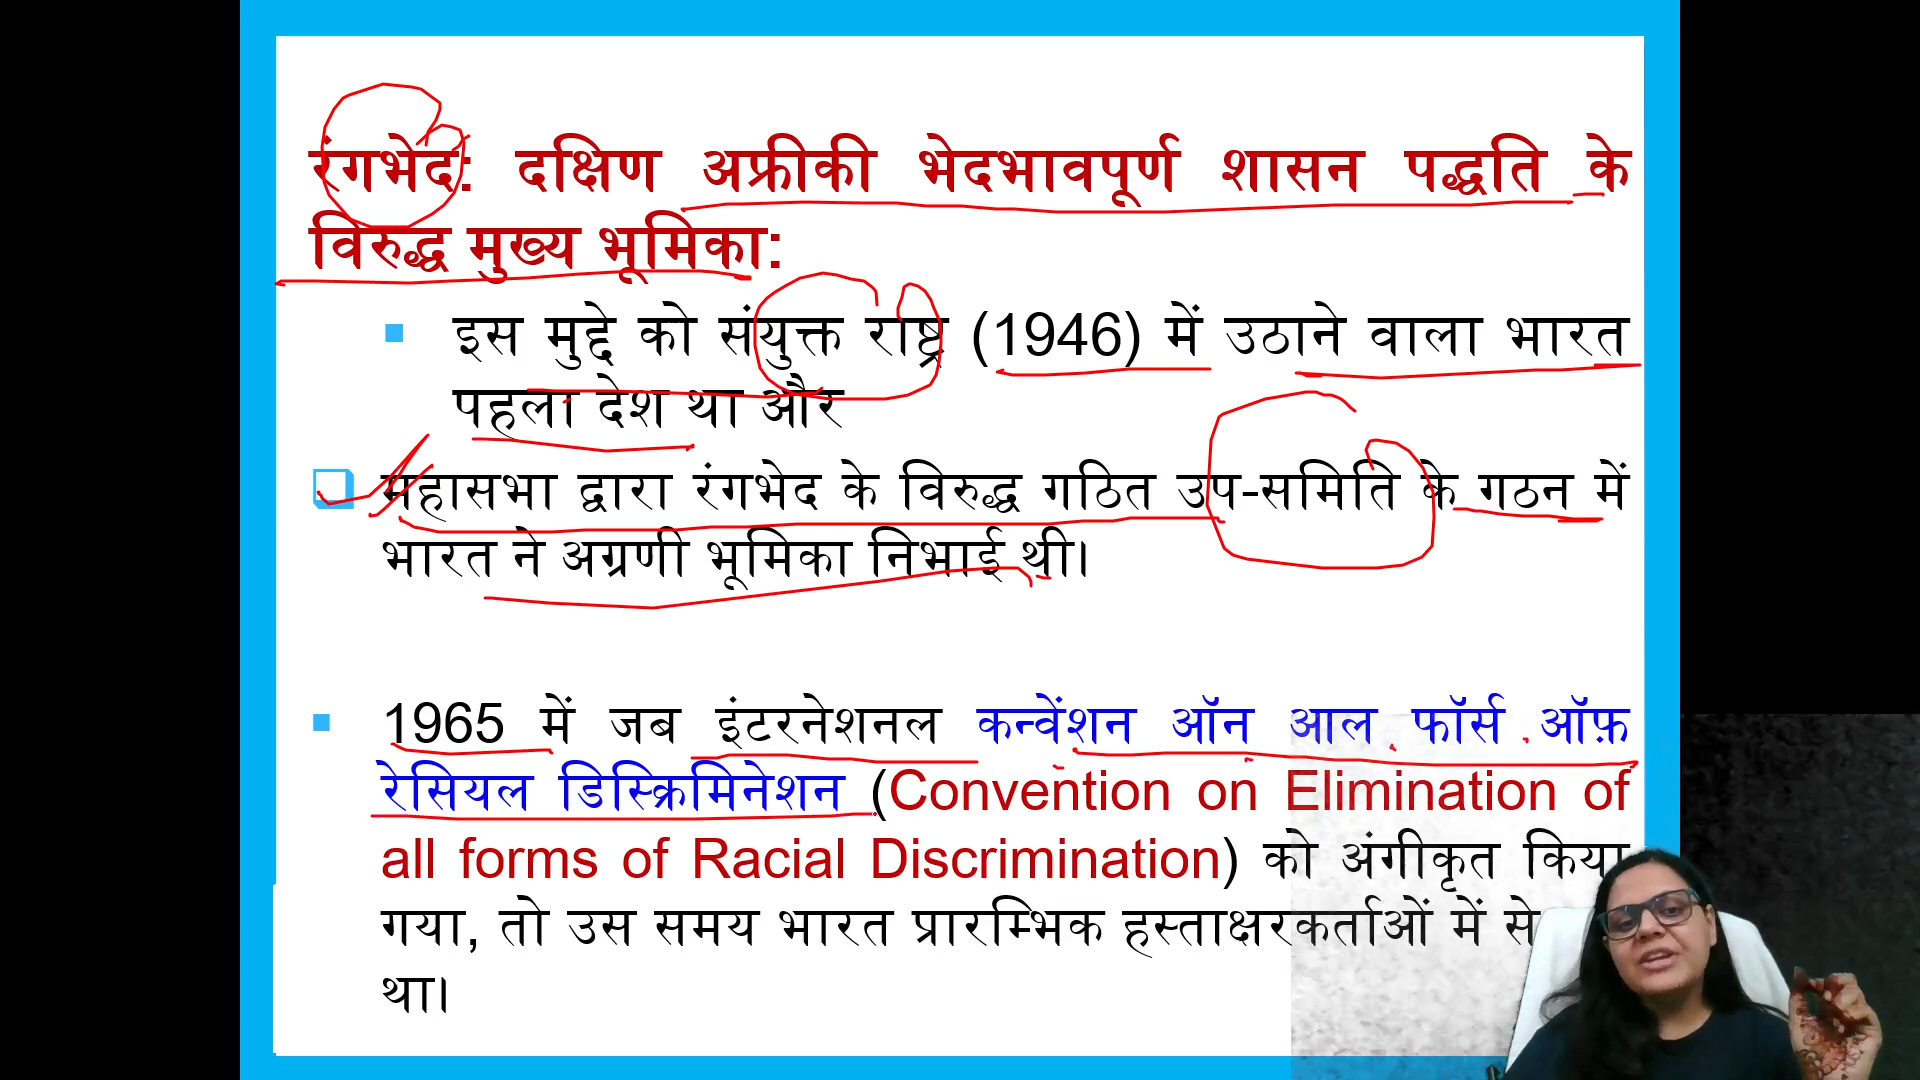 रंगभेद: दक्षिण अफ्रीकी भेदभावपूर्ण शासन पद्धति के
विरुद्ध मुख्य भूमिका:
इस मुद्दे को संयुक्त राष्ट्र (1946) में उठाने वाला भारत
पहला देश था और
महासभा द्वारा रंगभेद के विरुद्ध गठित उप-समिति के गठन में
भारत ने अग्रणी भूमिका निभाई थी।
1965 में जब इंटरनेशनल कन्वेंशन ऑन आल फॉर्स ऑफ़
रेसियल डिस्क्रिमिनेशन (Convention on Elimination of
all forms of Racial Discrimination) को अंगीकृत किया
गया, तो उस समय भारत प्रारम्भिक हस्ताक्षरकर्ताओं में से
था।